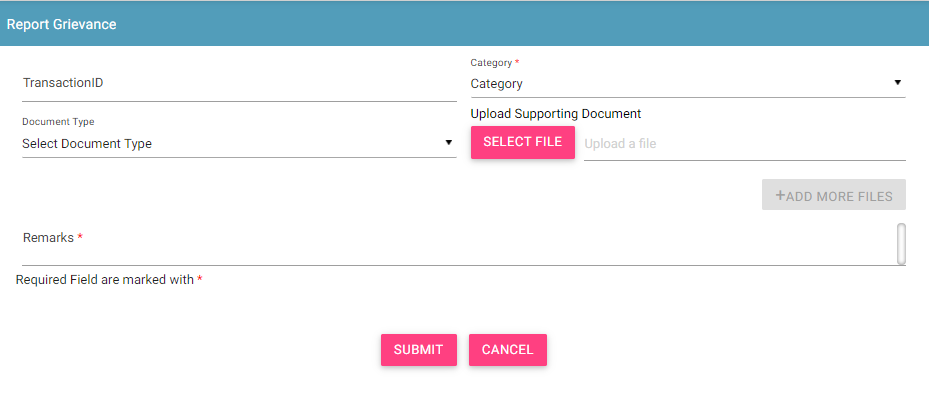 Report Grievance
TransactionID
Category *
Category
Document Type
Select Document Type
Upload Supporting Document
SELECT FILE
Upload a file
+ADD MORE FILES
Remarks *
Required Field are marked with *
SUBMIT
CANCEL